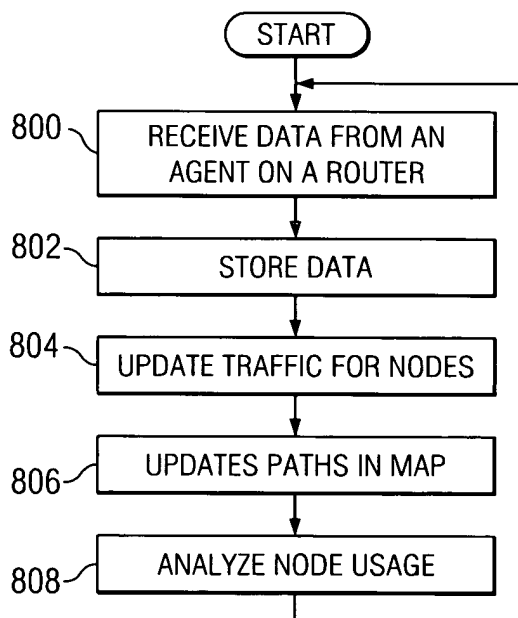 START
800
RECEIVE DATA FROM AN
AGENT ON A ROUTER
802
STORE DATA
804
UPDATE TRAFFIC FOR NODES
806
UPDATES PATHS IN MAP
808
ANALYZE NODE USAGE